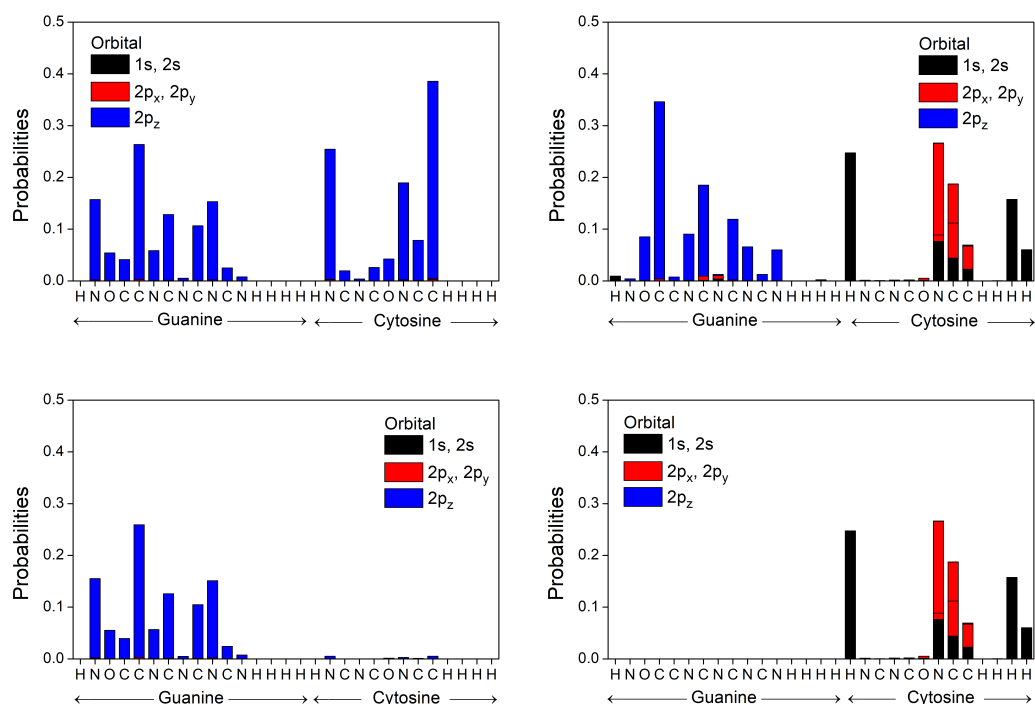 0.5
0.4
0.3
0.2
0.1
0.0
Probabilities
Orbital
1s, 2s
2px, 2py
2pz
H N O C C N C N C N C N H H H H H N C N C O N C C H H H H
Guanine Cytosine
0.5
0.4
0.3
0.2
0.1
0.0
Probabilities
Orbital
1s, 2s
2px, 2py
2pz
H N O C C N C N C N C N H H H H H N C N C O N C C H H H H
Guanine Cytosine
0.5
0.4
0.3
0.2
0.1
0.0
Probabilities
Orbital
1s, 2s
2px, 2py
2pz
H N O C C N C N C N C N H H H H H N C N C O N C C H H H H
Guanine Cytosine
0.5
0.4
0.3
0.2
0.1
0.0
Probabilities
Orbital
1s, 2s
2px, 2py
2pz
H N O C C N C N C N C N H H H H H N C N C O N C C H H H H
Guanine Cytosine